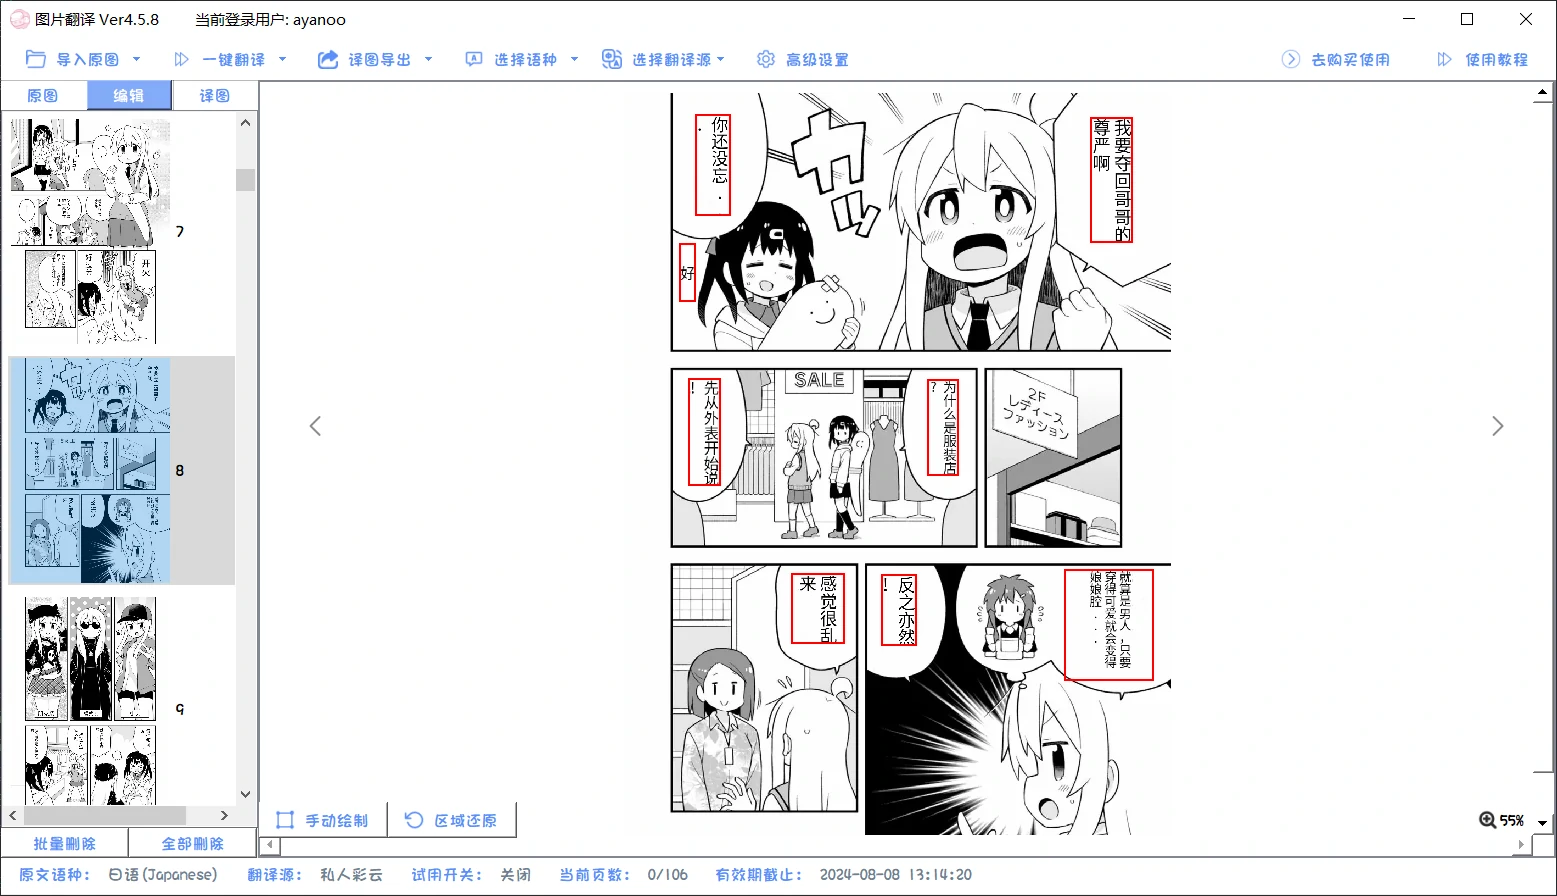 图片翻译 Ver4.5.8 当前登录用户: ayanoo
导入原图 一键翻译 译图导出 选择语种 选择翻译源 高级设置 去购买使用 使用教程
原图 编辑 译图
7
8
9
批量删除 全部删除
我要夺回哥哥的
尊严啊
你还没忘．
．
好
ガ
ツ
2F
レディース
ファッション
为什么是服装店
？
SALE
先从外表开始说
！
就算是男人，只要
穿得可爱就会变得
娘娘腔．．．
反之亦然
！
感觉很乱
来
手动绘制 区域还原
55%
原文语种： 日语(Japanese) 翻译源： 私人彩云 试用开关： 关闭 当前页数： 0/106 有效期截止： 2024-08-08 13:14:20